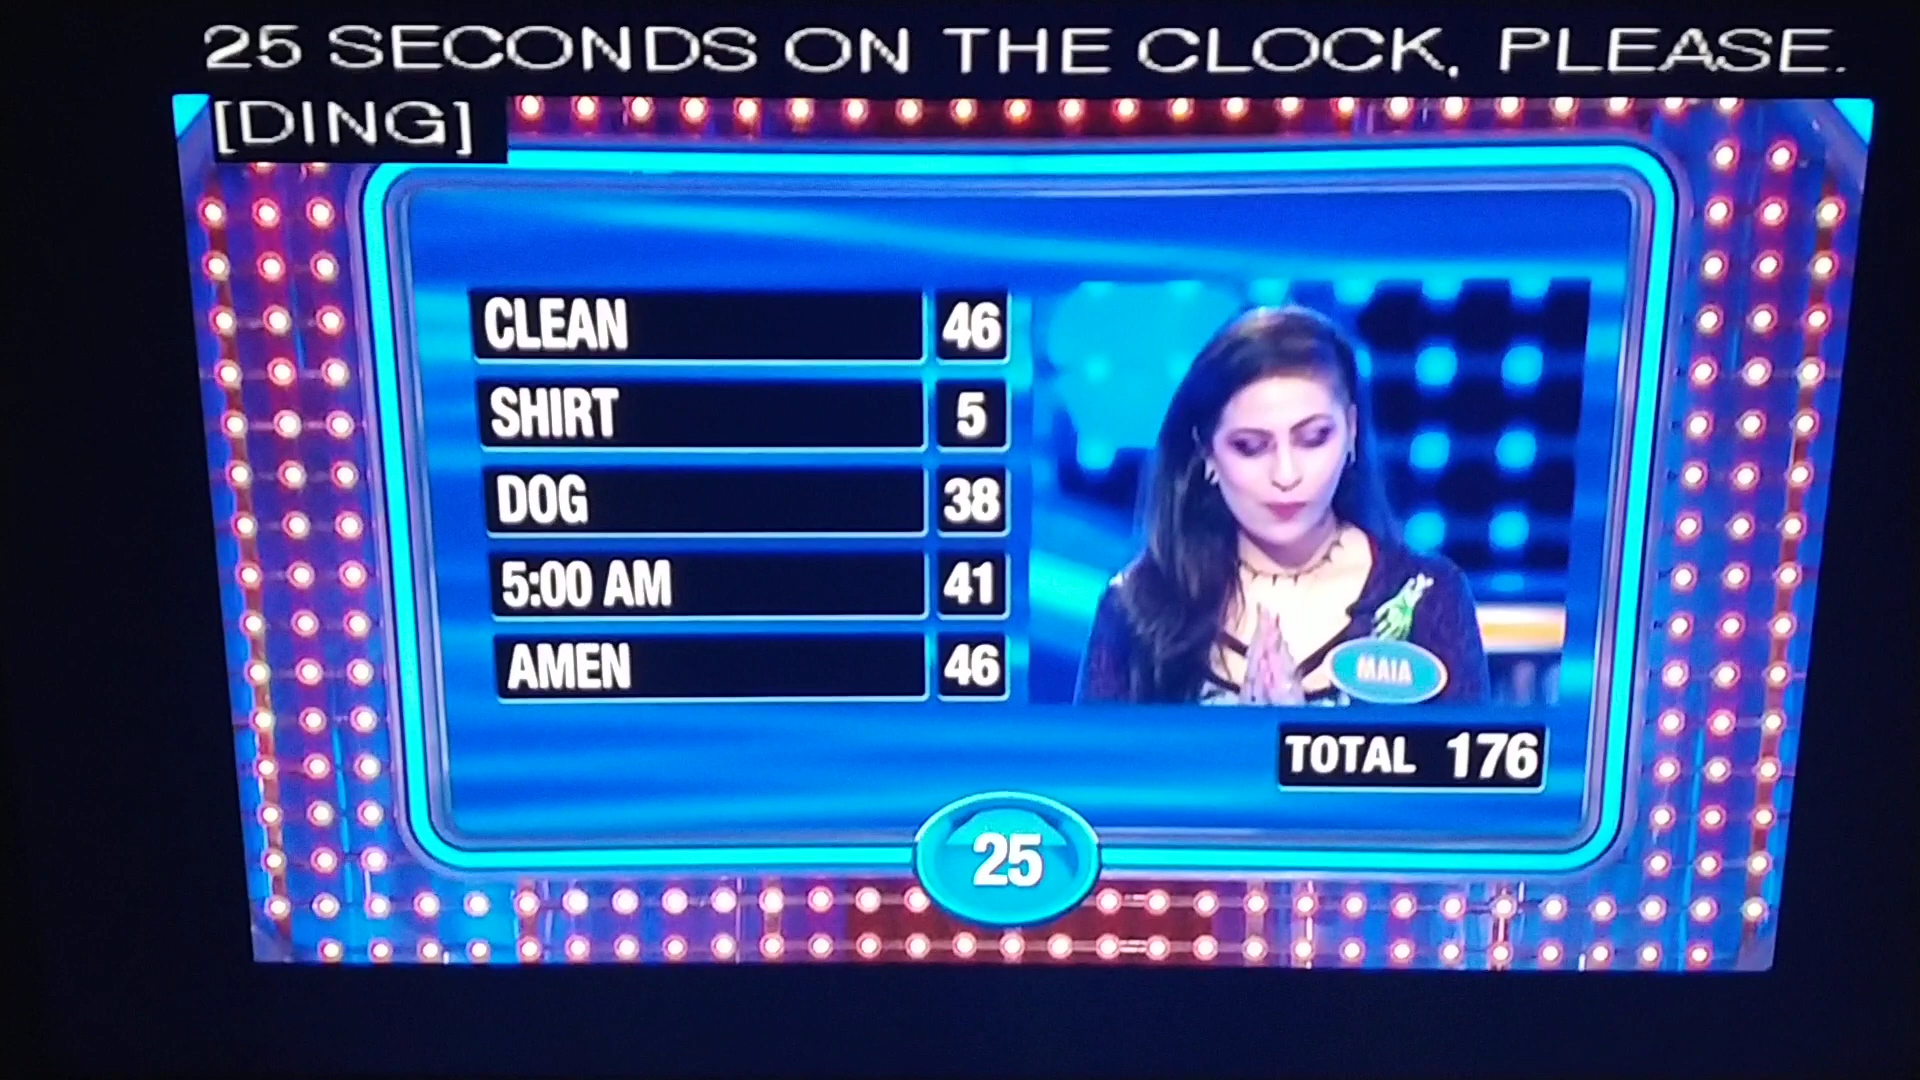 25 SECONDS ON THE CLOCK, PLEASE.
[DING]
CLEAN 46
SHIRT 5
DOG 38
5:00 AM 41
AMEN 46
MAIA
TOTAL 176
25